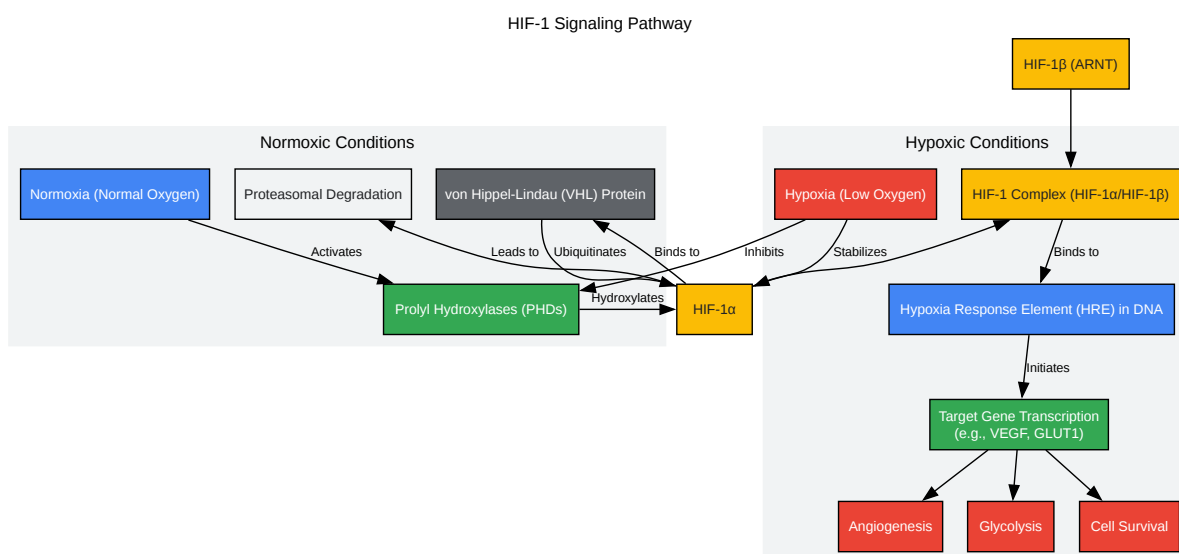 HIF-1 Signaling Pathway
HIF-1β (ARNT)
Normoxic Conditions
Hypoxic Conditions
Normoxia (Normal Oxygen)
Proteasomal Degradation
von Hippel-Lindau (VHL) Protein
Hypoxia (Low Oxygen)
HIF-1 Complex (HIF-1α/HIF-1β)
Activates
Leads to
Ubiquitinates
Binds to
Inhibits
Stabilizes
Binds to
Prolyl Hydroxylases (PHDs)
Hydroxylates
HIF-1α
Hypoxia Response Element (HRE) in DNA
Initiates
Target Gene Transcription
(e.g., VEGF, GLUT1)
Angiogenesis
Glycolysis
Cell Survival